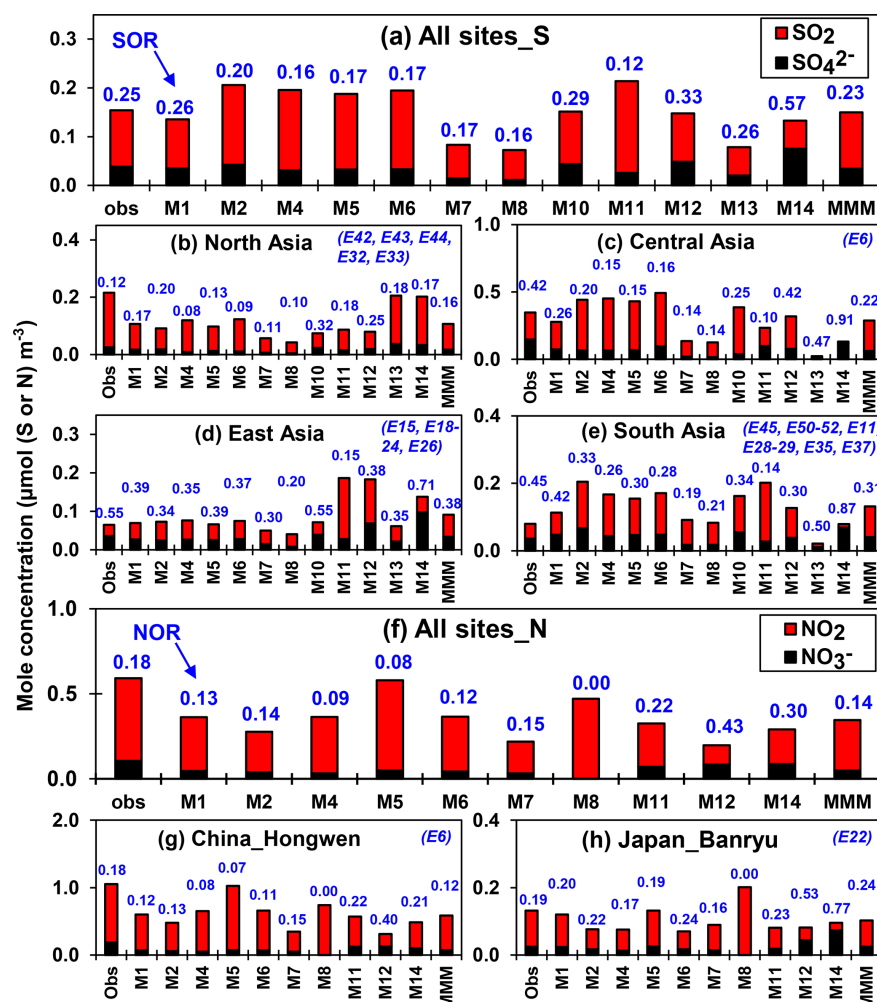 Mole concentration (µmol (S or N) m⁻³)
(a) All sites_S
SOR
SO₂
SO₄²⁻
0.3
0.2
0.1
0.0
0.25 0.26 0.20 0.16 0.17 0.17 0.17 0.16 0.29 0.12 0.33 0.26 0.57 0.23
obs M1 M2 M4 M5 M6 M7 M8 M10 M11 M12 M13 M14 MMM
(b) North Asia
(E42, E43, E44,
E32, E33)
0.4
0.2
0.0
0.12 0.17 0.20 0.08 0.13 0.09 0.11 0.10 0.32 0.18 0.25 0.18 0.17 0.16
Obs M1 M2 M4 M5 M6 M7 M8 M10 M11 M12 M13 M14 MMM
(c) Central Asia
(E6)
1.0
0.5
0.0
0.42 0.26 0.20 0.15 0.15 0.16 0.14 0.14 0.25 0.10 0.42 0.47 0.91 0.22
Obs M1 M2 M4 M5 M6 M7 M8 M10 M11 M12 M13 M14 MMM
(d) East Asia
(E15, E18-
24, E26)
0.3
0.2
0.1
0.0
0.55 0.39 0.34 0.35 0.39 0.37 0.30 0.20 0.55 0.15 0.38 0.35 0.71 0.38
Obs M1 M2 M4 M5 M6 M7 M8 M10 M11 M12 M13 M14 MMM
(e) South Asia
(E45, E50-52, E11,
E28-29, E35, E37)
0.4
0.2
0.0
0.45 0.42 0.33 0.26 0.30 0.28 0.19 0.21 0.34 0.14 0.30 0.50 0.87 0.31
Obs M1 M2 M4 M5 M6 M7 M8 M10 M11 M12 M13 M14 MMM
(f) All sites_N
NOR
NO₂
NO₃⁻
1.0
0.5
0.0
0.18 0.13 0.14 0.09 0.08 0.12 0.15 0.00 0.22 0.43 0.30 0.14
obs M1 M2 M4 M5 M6 M7 M8 M11 M12 M14 MMM
(g) China_Hongwen
(E6)
2.0
1.0
0.0
0.18 0.12 0.13 0.08 0.07 0.11 0.15 0.00 0.22 0.40 0.21 0.12
Obs M1 M2 M4 M5 M6 M7 M8 M11 M12 M14 MMM
(h) Japan_Banryu
(E22)
0.4
0.2
0.0
0.19 0.20 0.22 0.17 0.19 0.24 0.16 0.00 0.23 0.53 0.77 0.24
Obs M1 M2 M4 M5 M6 M7 M8 M11 M12 M14 MMM